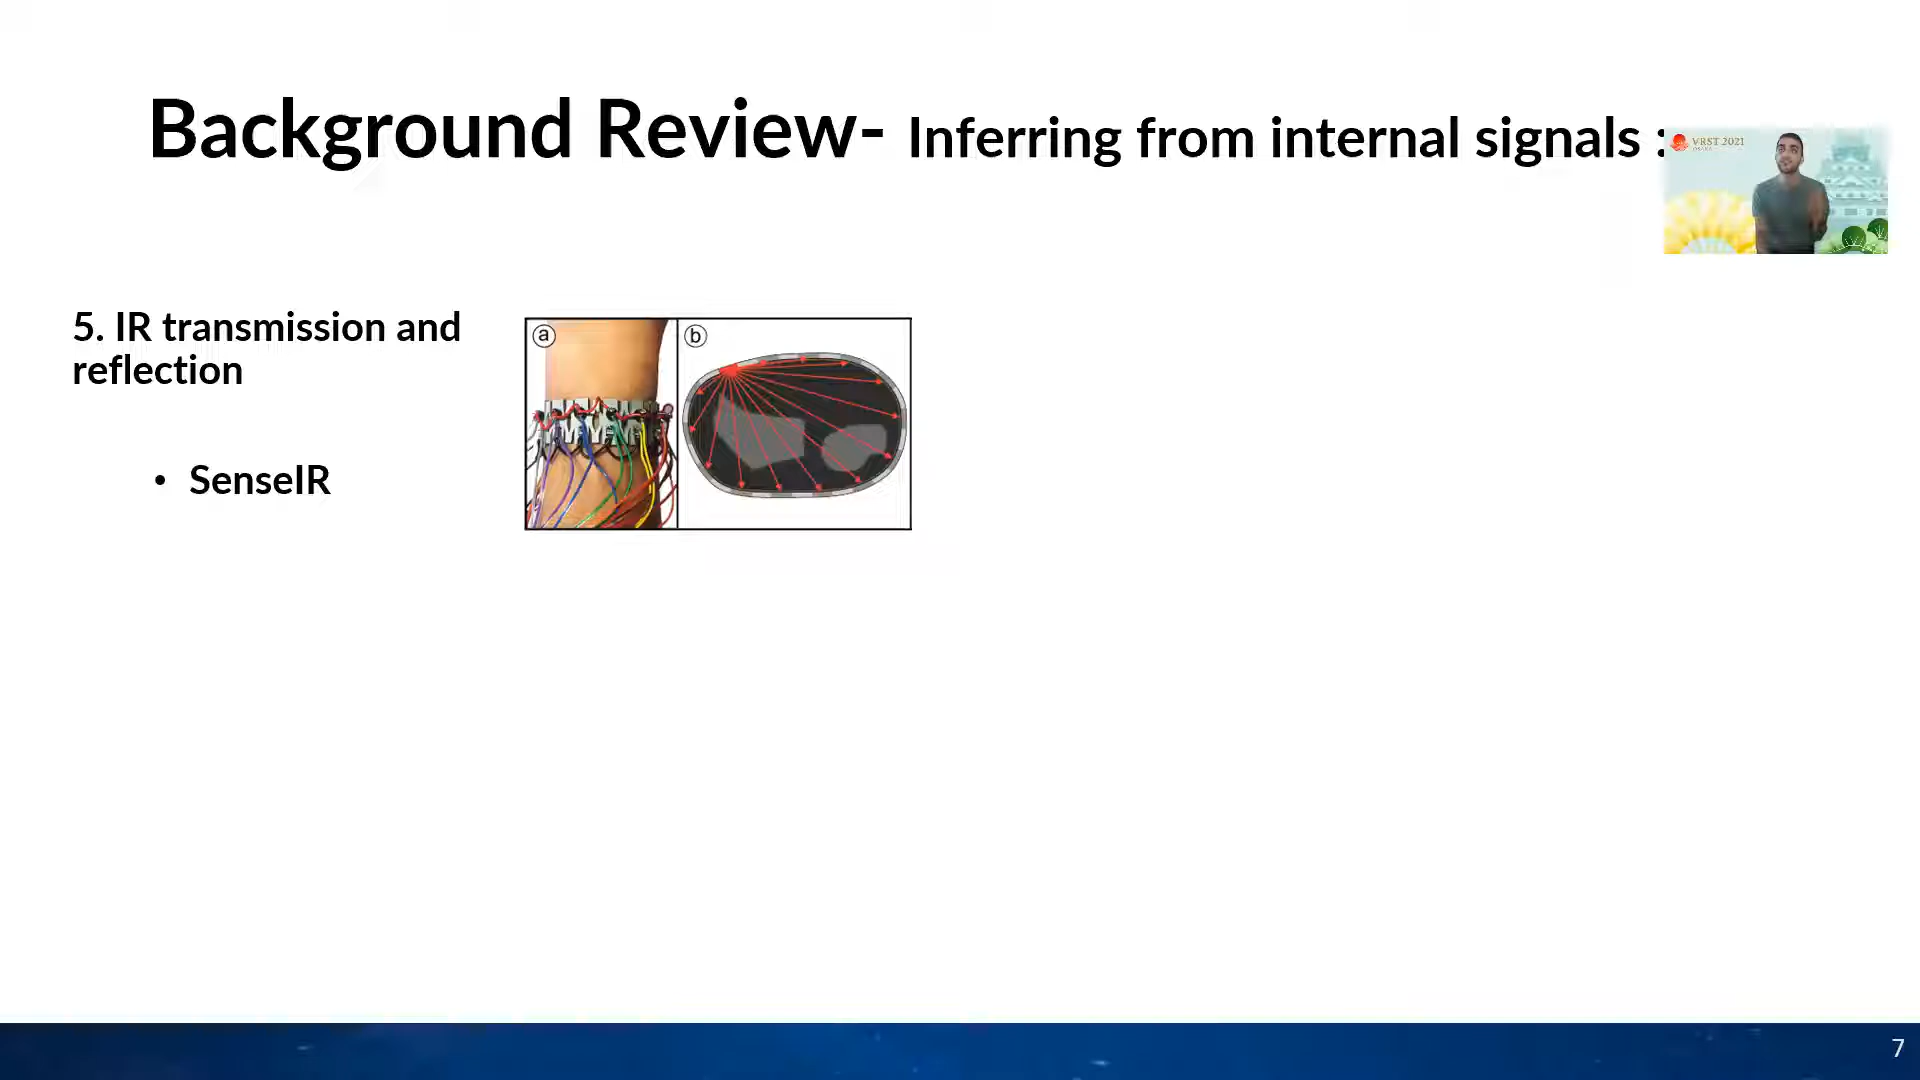 Background Review- Inferring from internal signals :
VRST 2021
5. IR transmission and
reflection
• SenseIR
a
b
7